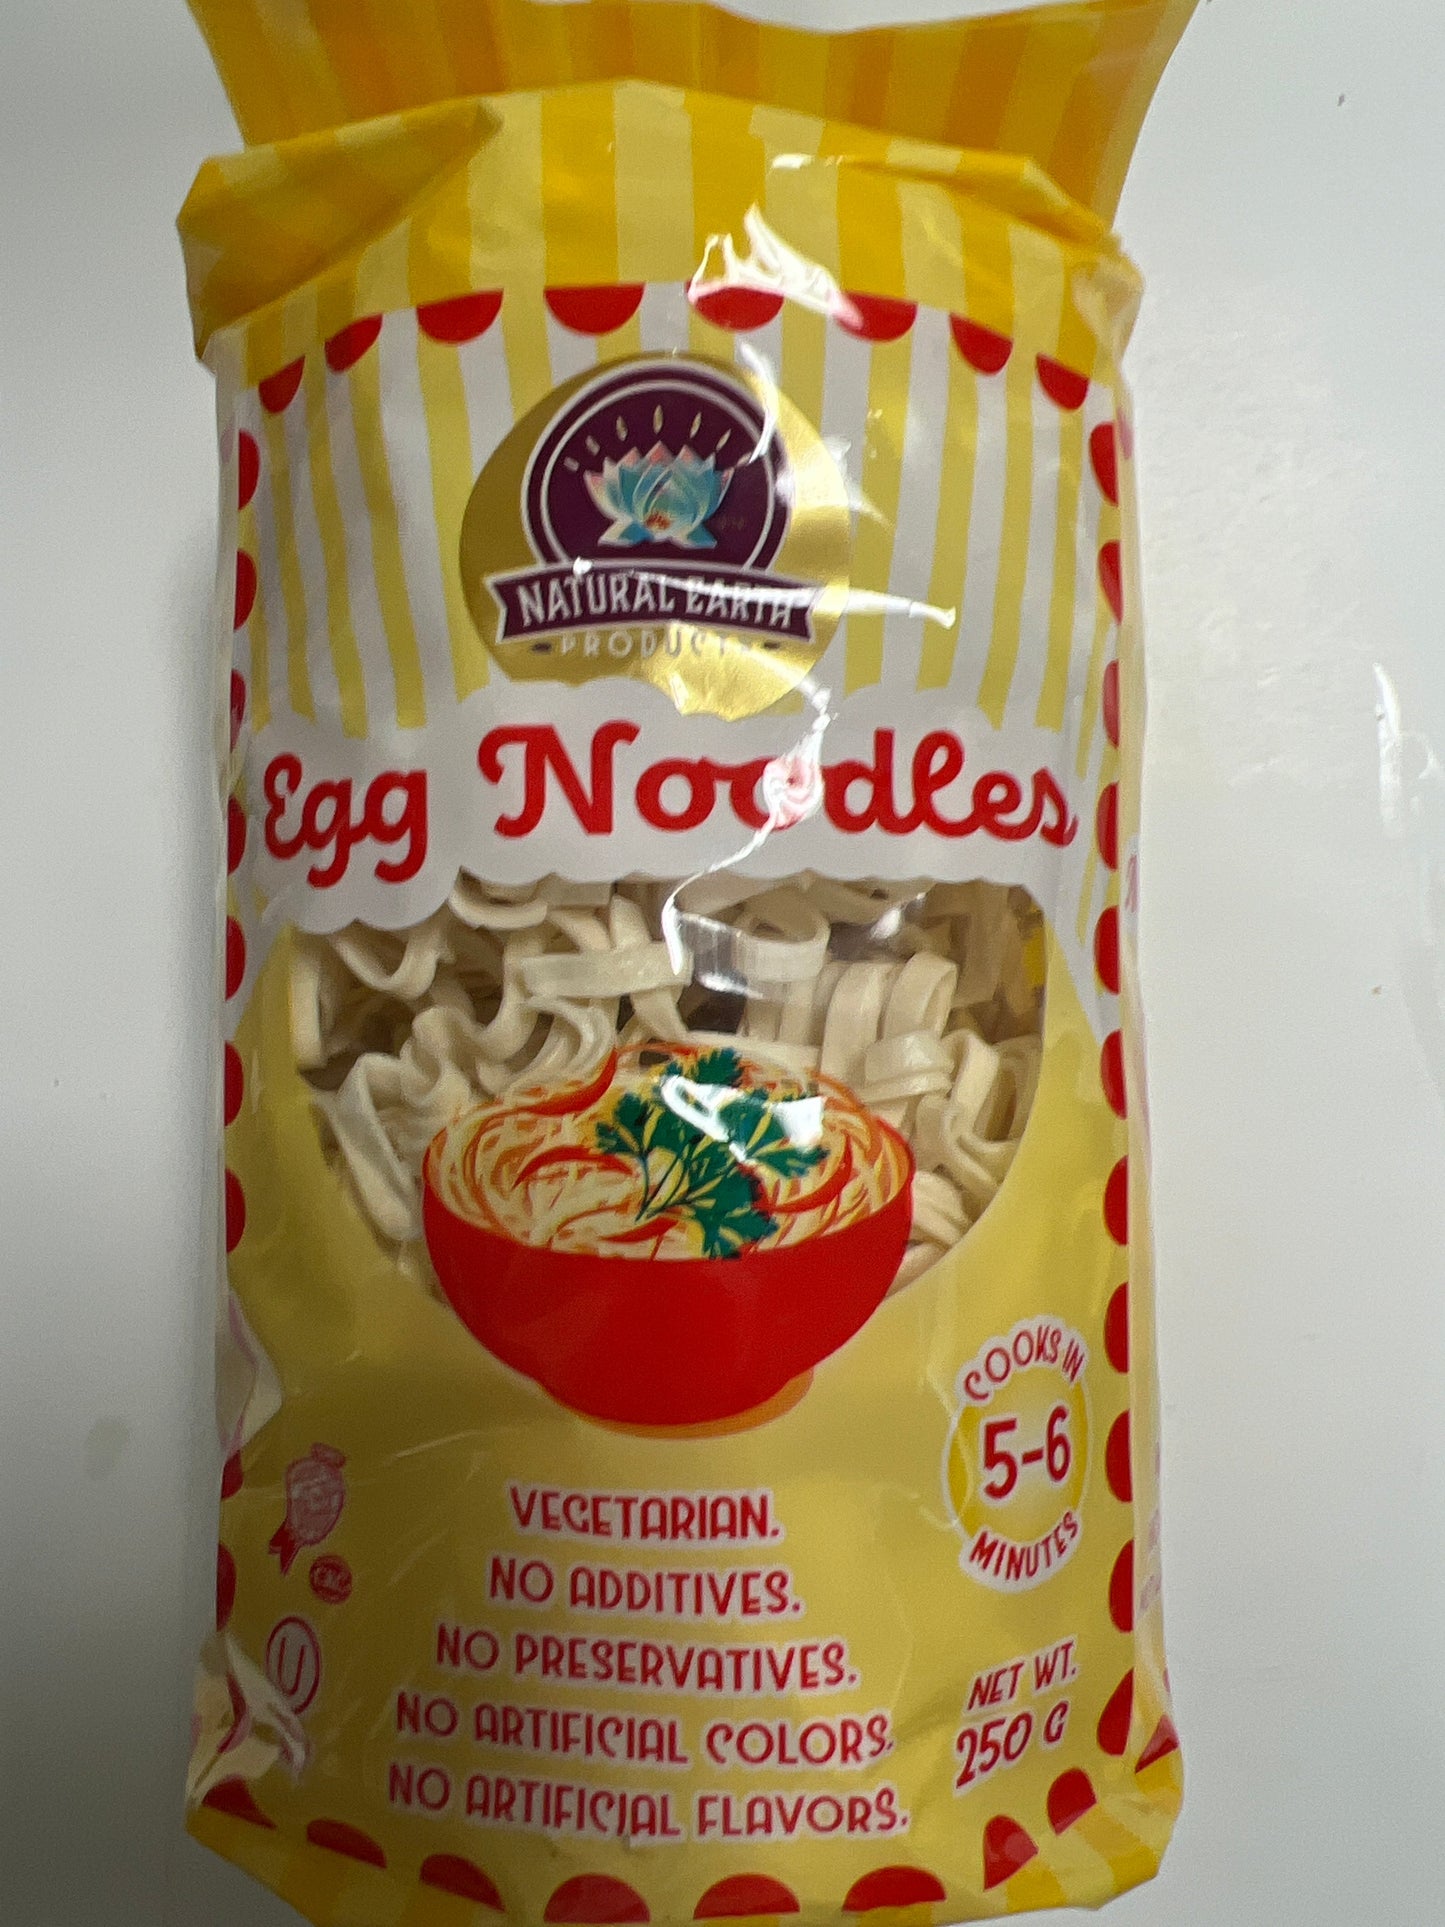 NATURAL EARTH
PRODUCTS
Egg Noodles
COOKS IN
5-6
MINUTES
VEGETARIAN.
NO ADDITIVES.
NO PRESERVATIVES.
NO ARTIFICIAL COLORS.
NO ARTIFICIAL FLAVORS.
U
NET WT.
250 G